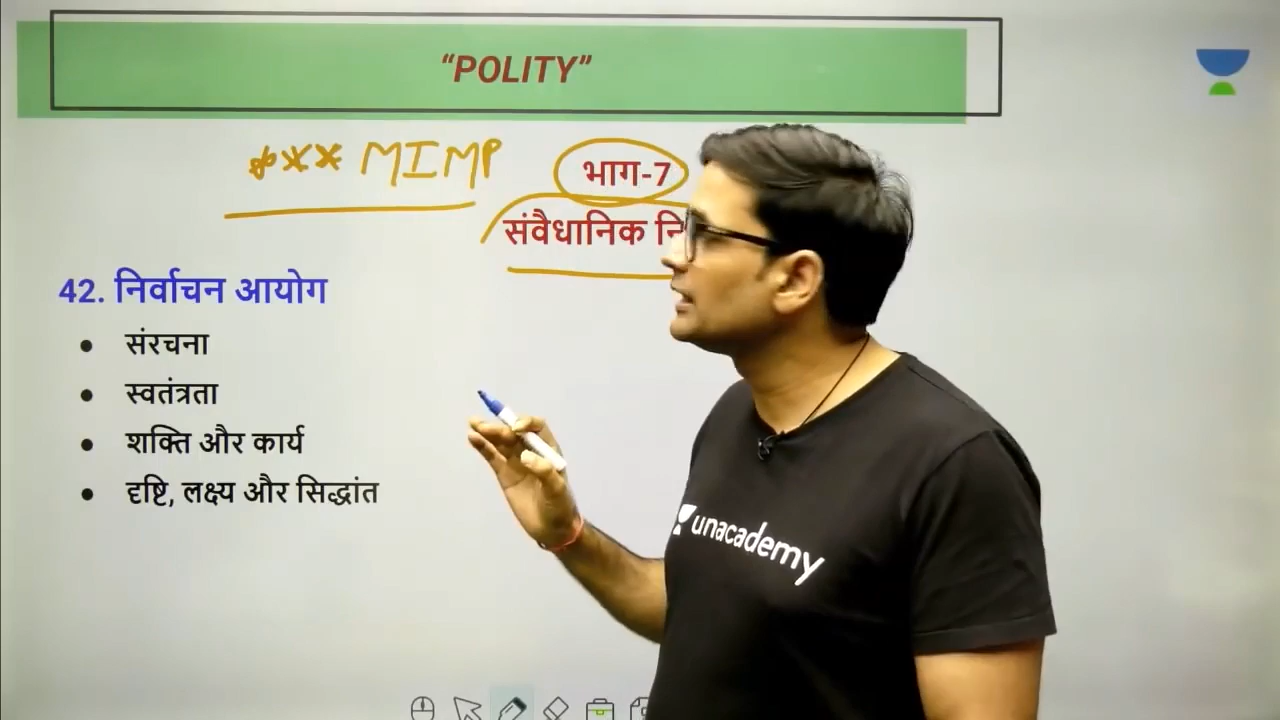 “POLITY”
*** MIMP
भाग-7
संवैधानिक
42. निर्वाचन आयोग
• संरचना
• स्वतंत्रता
• शक्ति और कार्य
• दृष्टि, लक्ष्य और सिद्धांत
unacademy